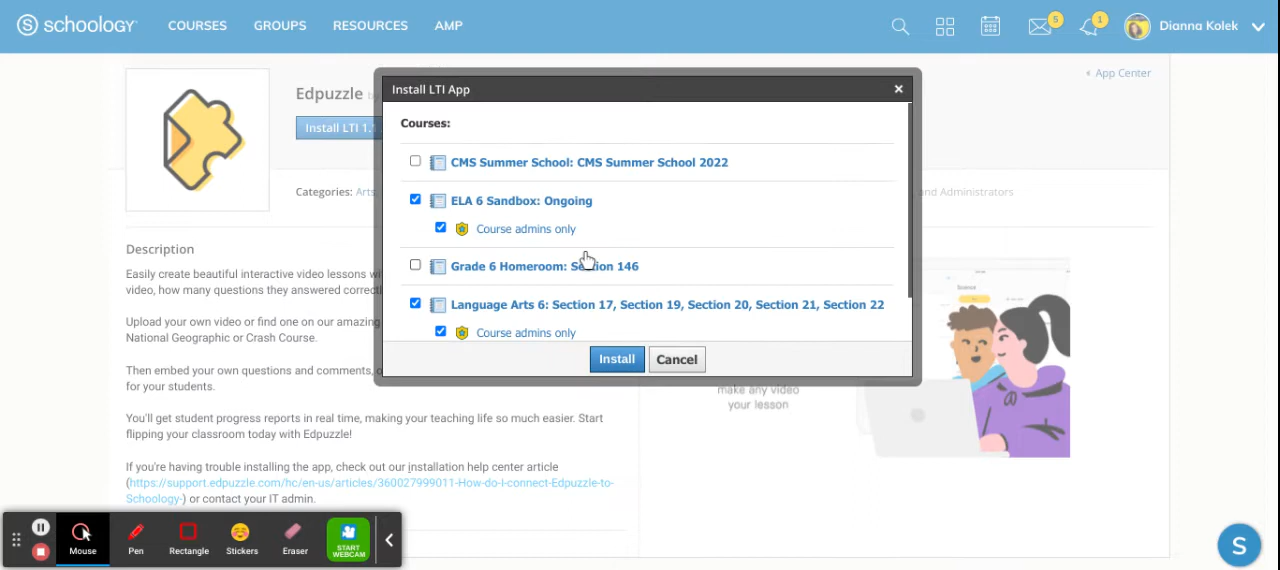 schoology
COURSES
GROUPS
RESOURCES
AMP
5
1
Dianna Kolek
Edpuzzle
Install LTI 1.
Categories: Arts
and Administrators
App Center
Install LTI App
×
Courses:
CMS Summer School: CMS Summer School 2022
ELA 6 Sandbox: Ongoing
Course admins only
Grade 6 Homeroom: Section 146
Language Arts 6: Section 17, Section 19, Section 20, Section 21, Section 22
Course admins only
Install
Cancel
Description
Easily create beautiful interactive video lessons
video, how many questions they answered
Upload your own video or find one on our amazing
National Geographic or Crash Course.
Then embed your own questions and comments,
for your students.
You'll get student progress reports in real time, making your teaching life so much easier. Start
flipping your classroom today with Edpuzzle!
If you're having trouble installing the app, check out our installation help center article
(https://support.edpuzzle.com/hc/en-us/articles/360027999011-How-do-I-connect-Edpuzzle-to-
Schoology-) or contact your IT admin.
Science
make any video
your lesson
Mouse
Pen
Rectangle
Stickers
Eraser
START
WEBCAM
S